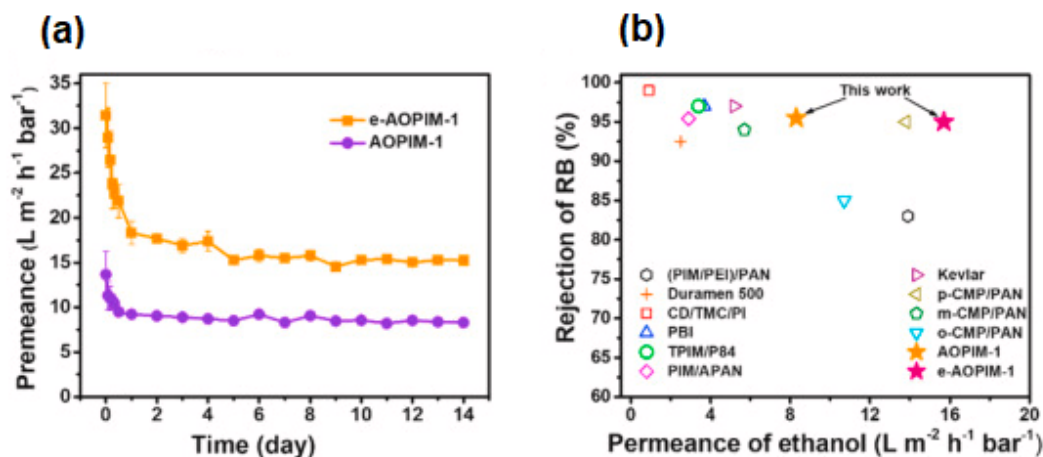 (a)
Premeance (L m⁻² h⁻¹ bar⁻¹)
35
30
25
20
15
10
5
0
e-AOPIM-1
AOPIM-1
0 2 4 6 8 10 12 14
Time (day)
(b)
Rejection of RB (%)
100
95
90
85
80
75
70
65
60
This work
(PIM/PEI)/PAN
Duramen 500
CD/TMC/PI
PBI
TPIM/P84
PIM/APAN
Kevlar
p-CMP/PAN
m-CMP/PAN
o-CMP/PAN
AOPIM-1
e-AOPIM-1
0 4 8 12 16 20
Permeance of ethanol (L m⁻² h⁻¹ bar⁻¹)